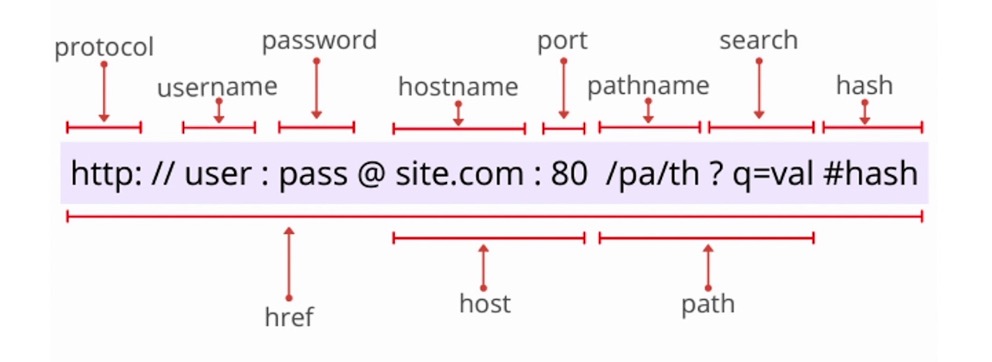 password port search
protocol
username hostname pathname hash
http: // user : pass @ site.com : 80 /pa/th ? q=val #hash
href host path